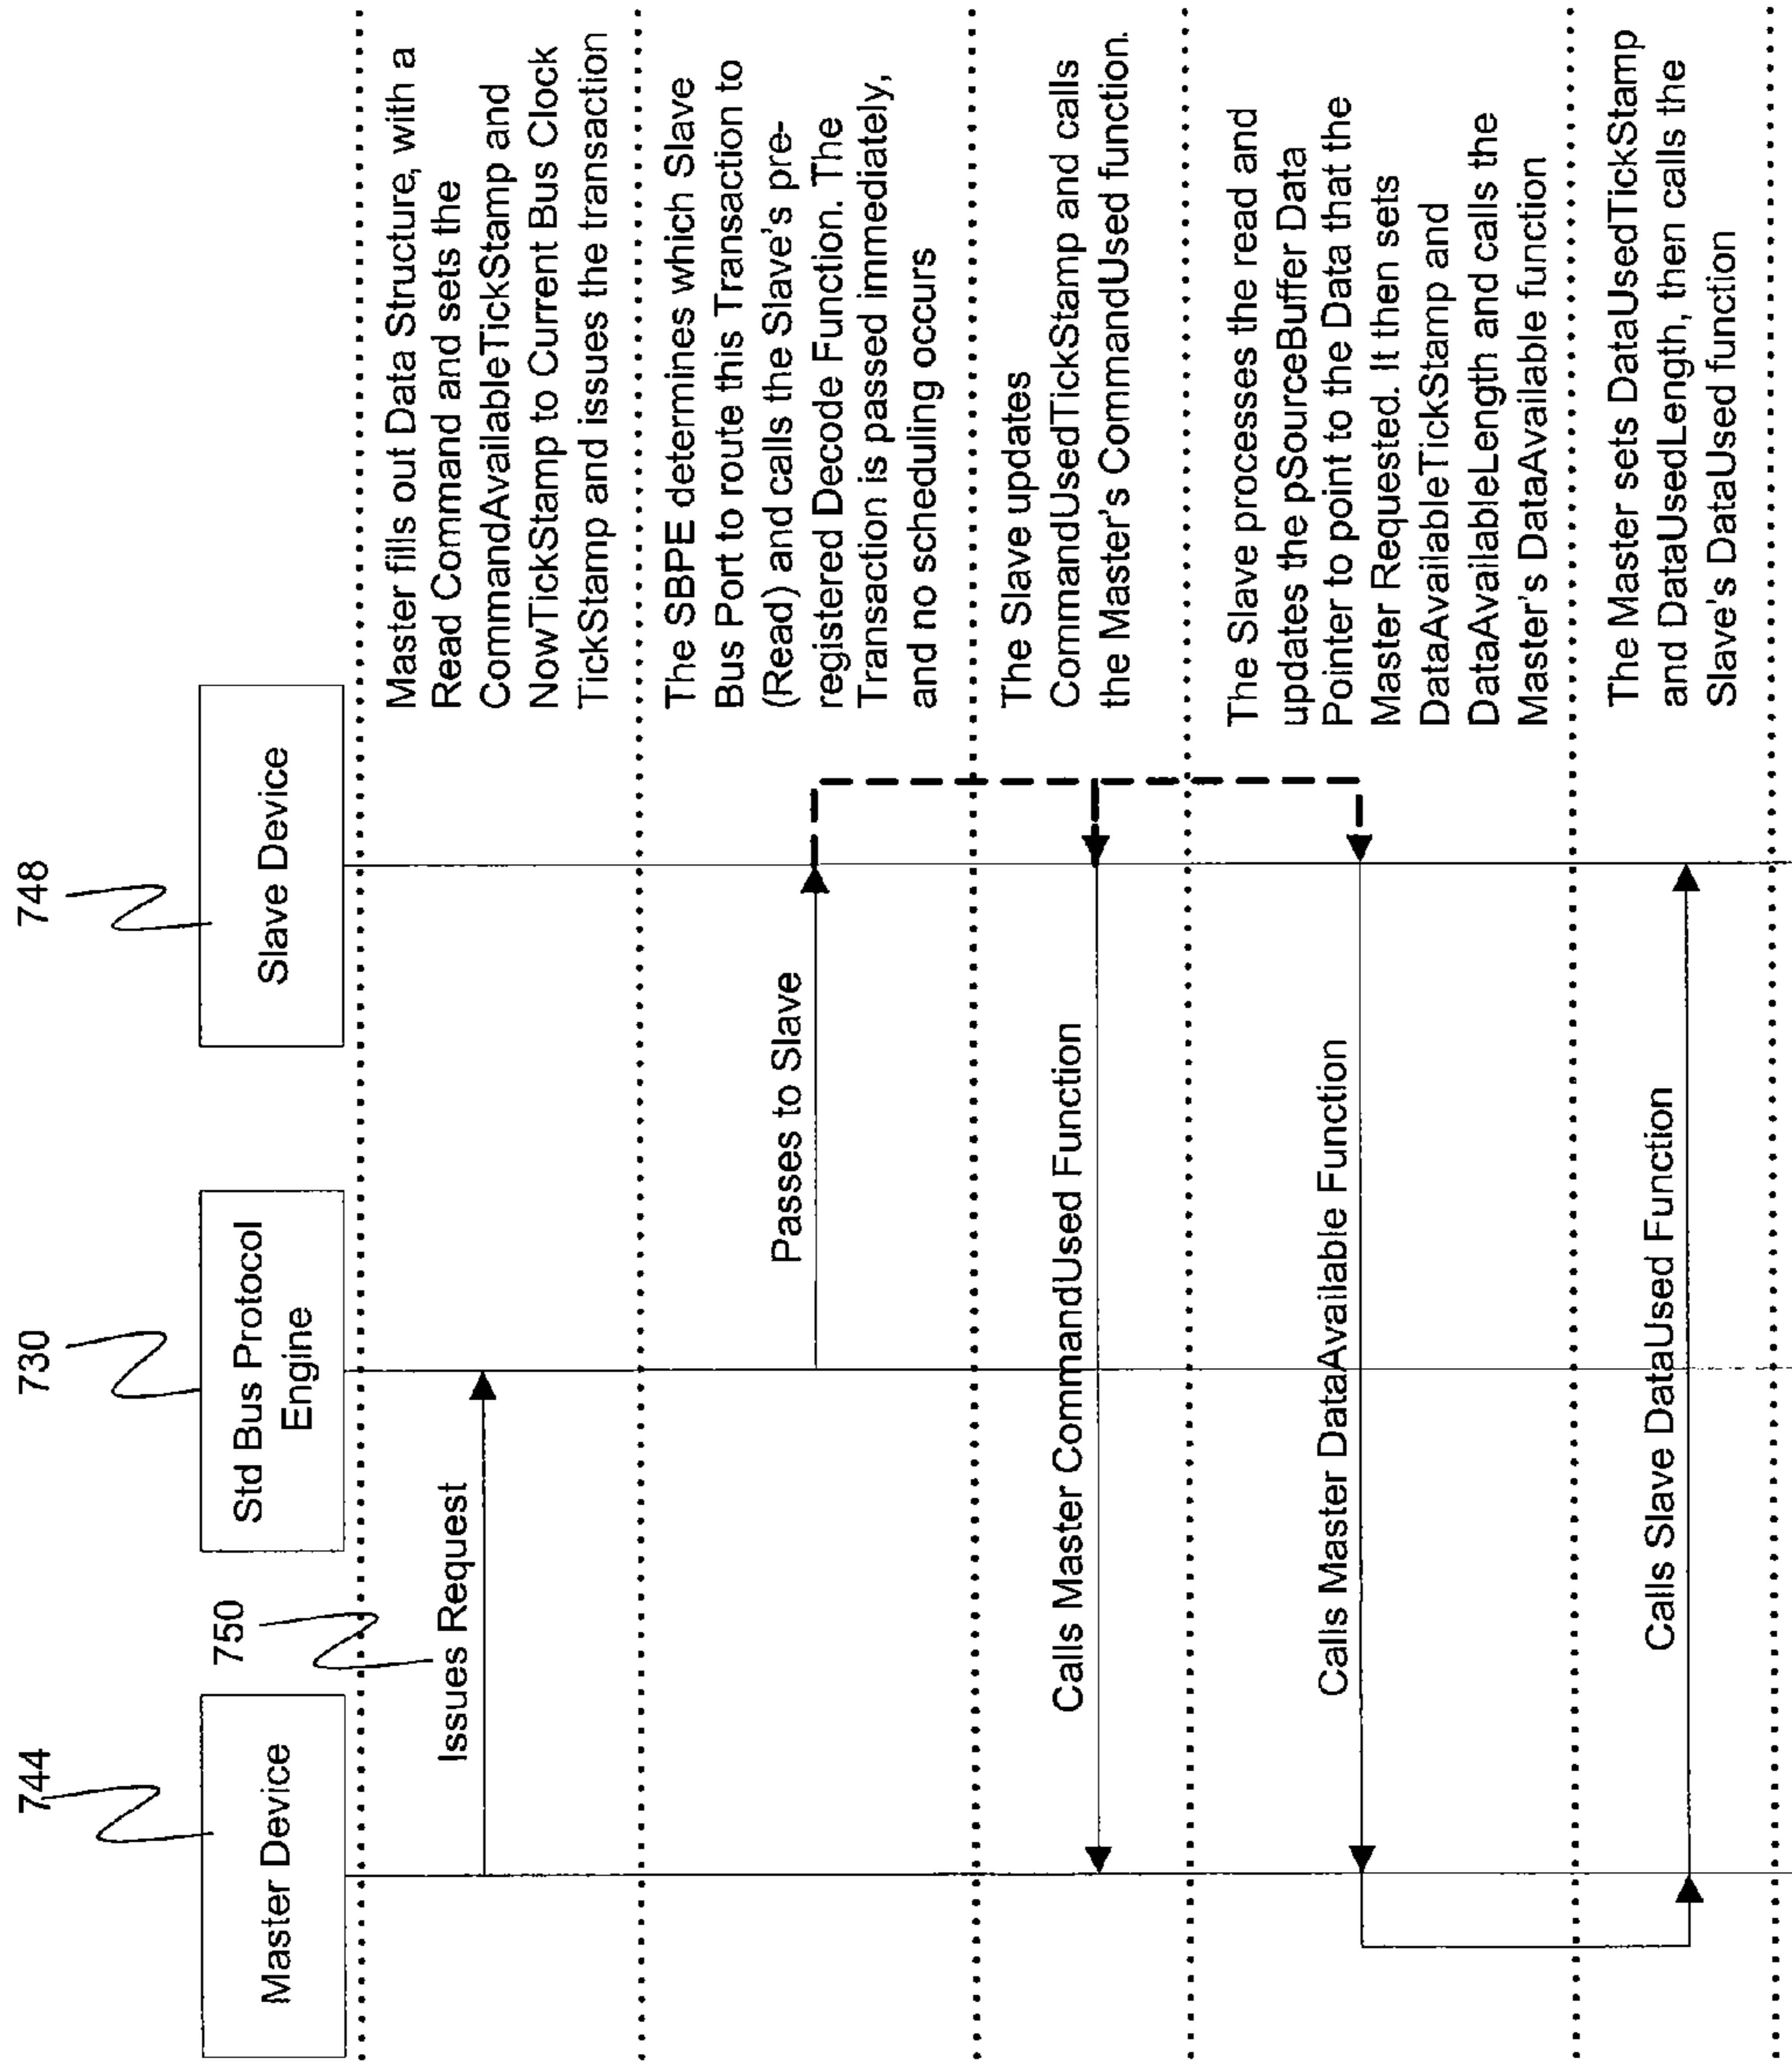 744
730
748
Master Device
Std Bus Protocol
Engine
Slave Device
750
Issues Request
Master fills out Data Structure, with a
Read Command and sets the
CommandAvailableTickStamp and
NowTickStamp to Current Bus Clock
TickStamp and issues the transaction
Passes to Slave
The SBPE determines which Slave
Bus Port to route this Transaction to
(Read) and calls the Slave's pre-
registered Decode Function. The
Transaction is passed immediately,
and no scheduling occurs
Calls Master CommandUsed Function
The Slave updates
CommandUsedTickStamp and calls
the Master's CommandUsed function.
Calls Master DataAvailable Function
The Slave processes the read and
updates the pSourceBuffer Data
Pointer to point to the Data that the
Master Requested. It then sets
DataAvailableTickStamp and
DataAvailableLength and calls the
Master's DataAvailable function
Calls Slave DataUsed Function
The Master sets DataUsedTickStamp
and DataUsedLength, then calls the
Slave's DataUsed function